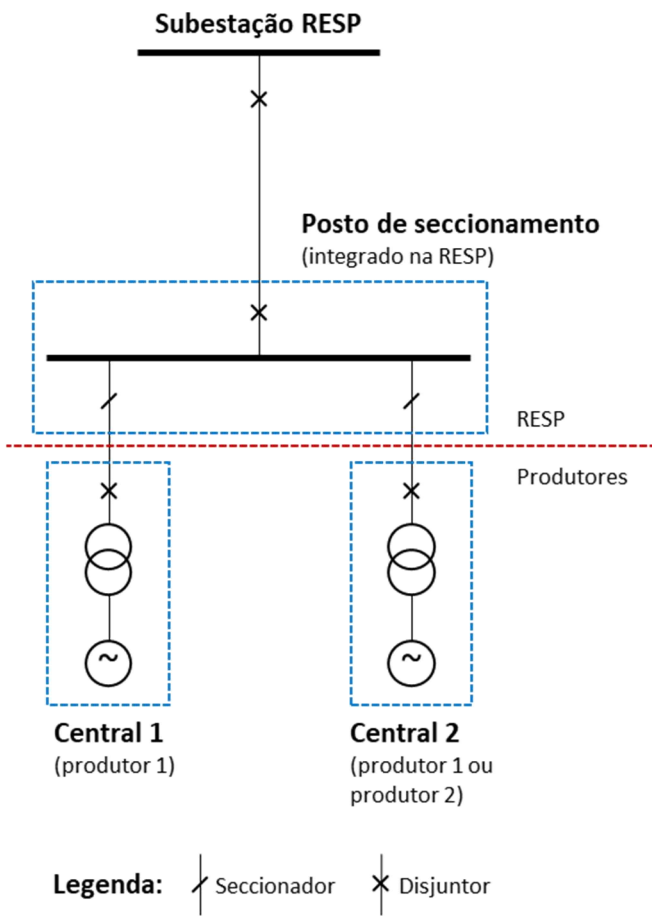 Subestação RESP
Posto de seccionamento
(integrado na RESP)
RESP
Produtores
~
~
Central 1
(produtor 1)
Central 2
(produtor 1 ou
produtor 2)
Legenda:
Seccionador
Disjuntor